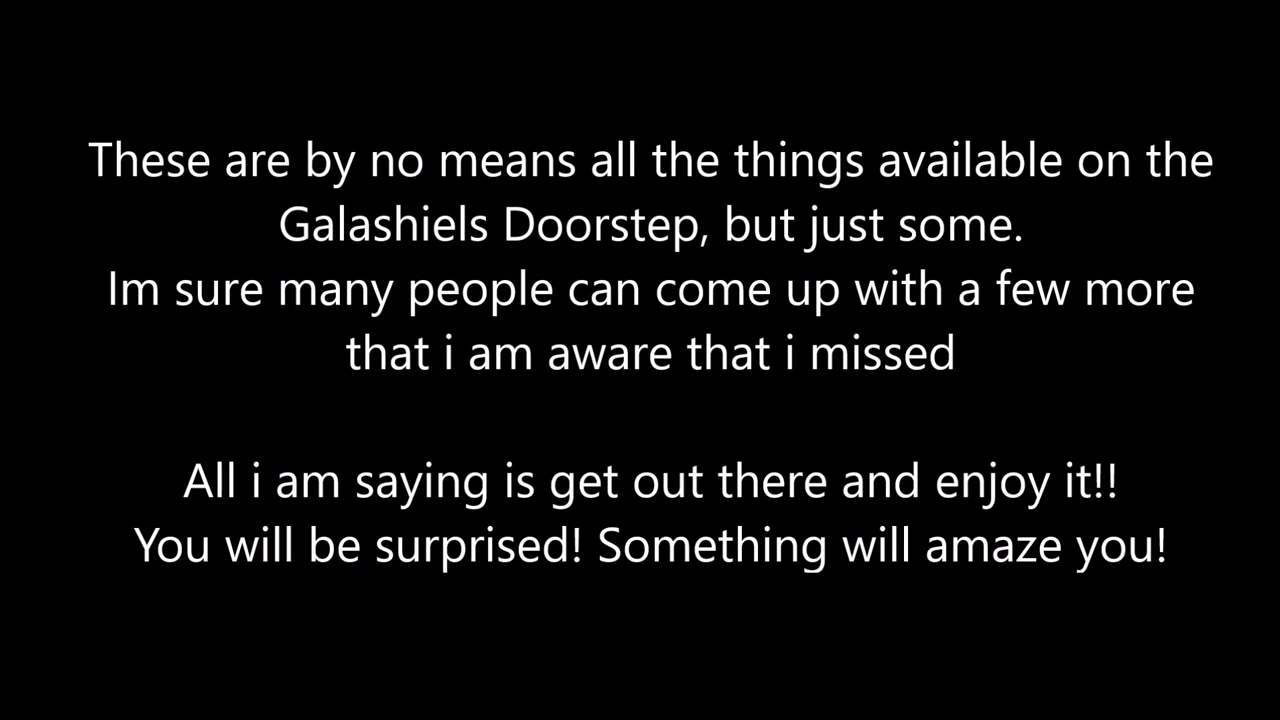 These are by no means all the things available on the
Galashiels Doorstep, but just some.
Im sure many people can come up with a few more
that i am aware that i missed
All i am saying is get out there and enjoy it!!
You will be surprised! Something will amaze you!